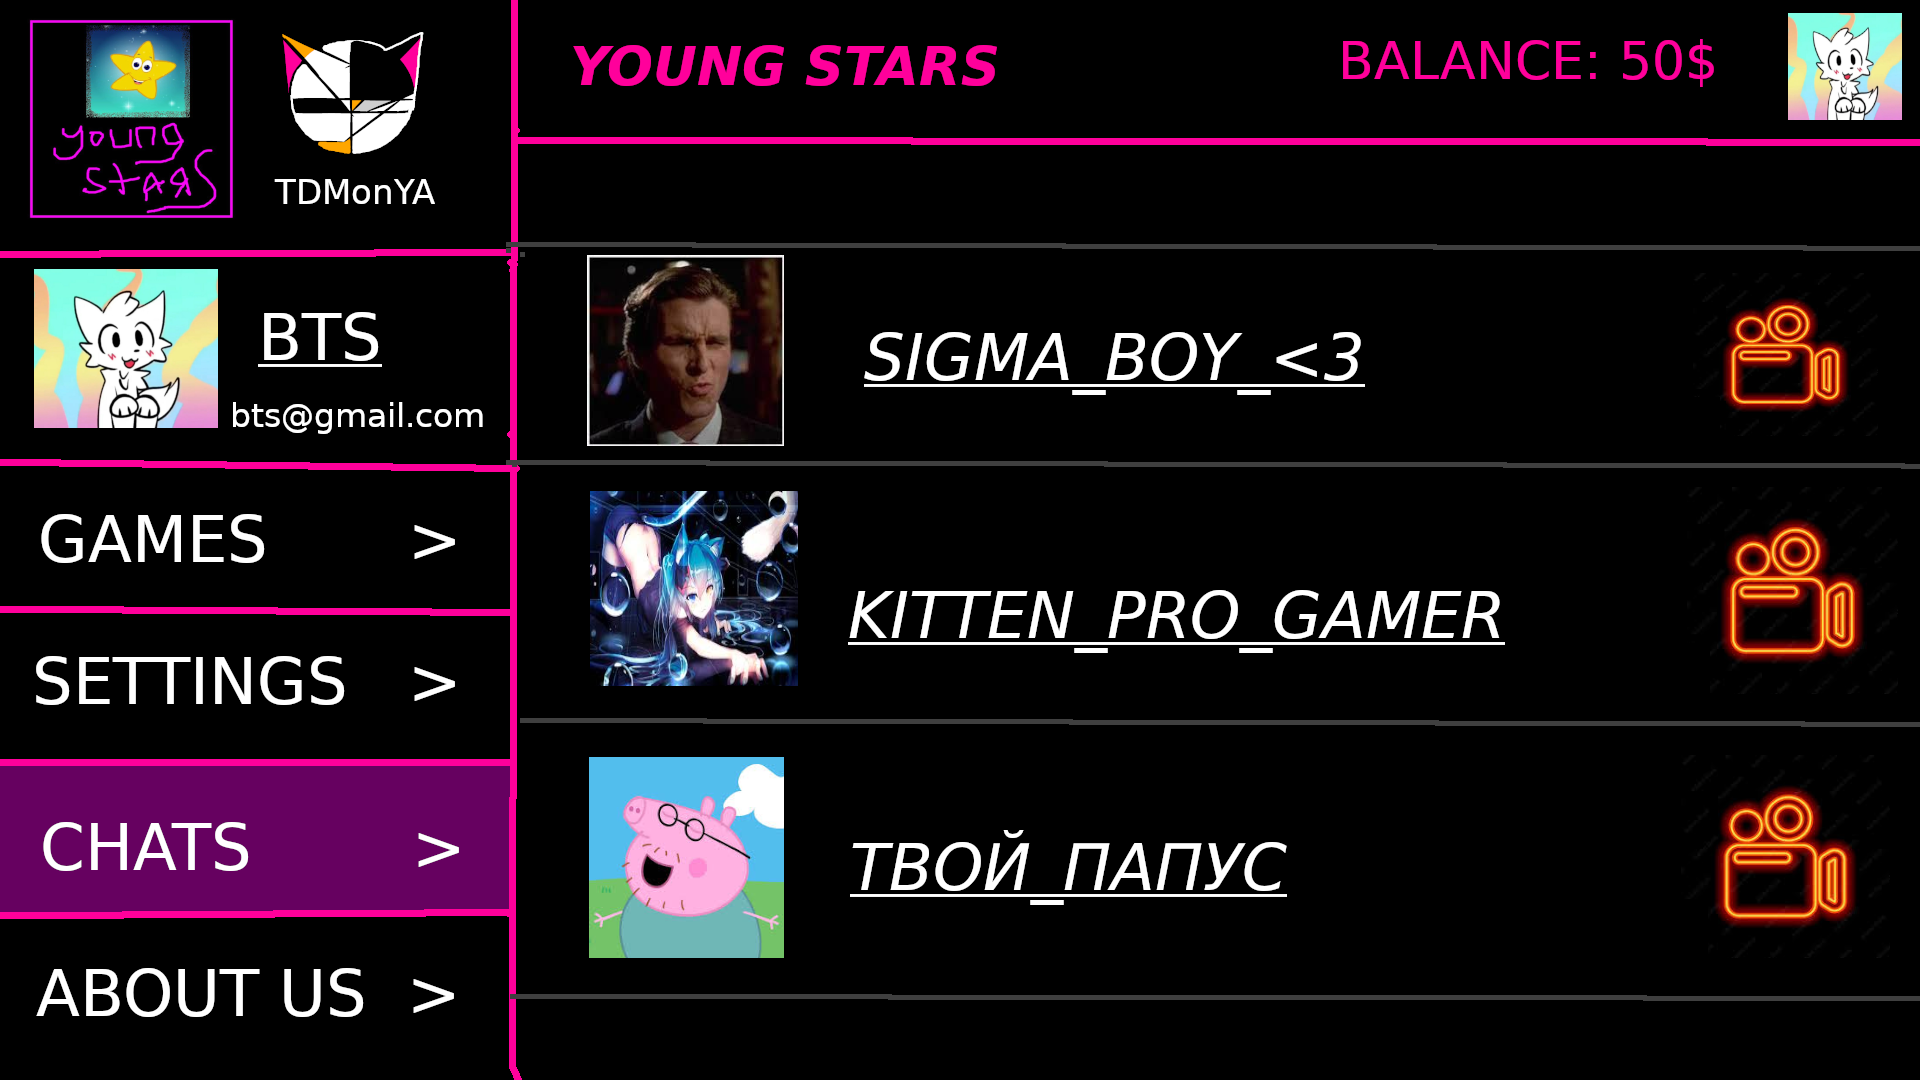 young
stars
TDMonYA
YOUNG STARS
BALANCE: 50$
BTS
bts@gmail.com
GAMES >
SETTINGS >
CHATS >
ABOUT US >
SIGMA_BOY_<3
KITTEN_PRO_GAMER
ТВОЙ_ПАПУС